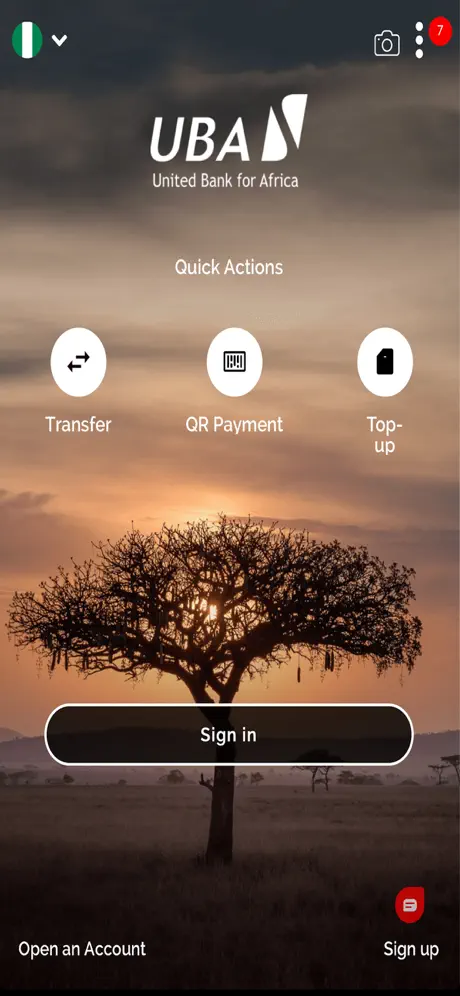 7
UBA
United Bank for Africa
Quick Actions
Transfer
QR Payment
Top-
up
Sign in
Open an Account
Sign up